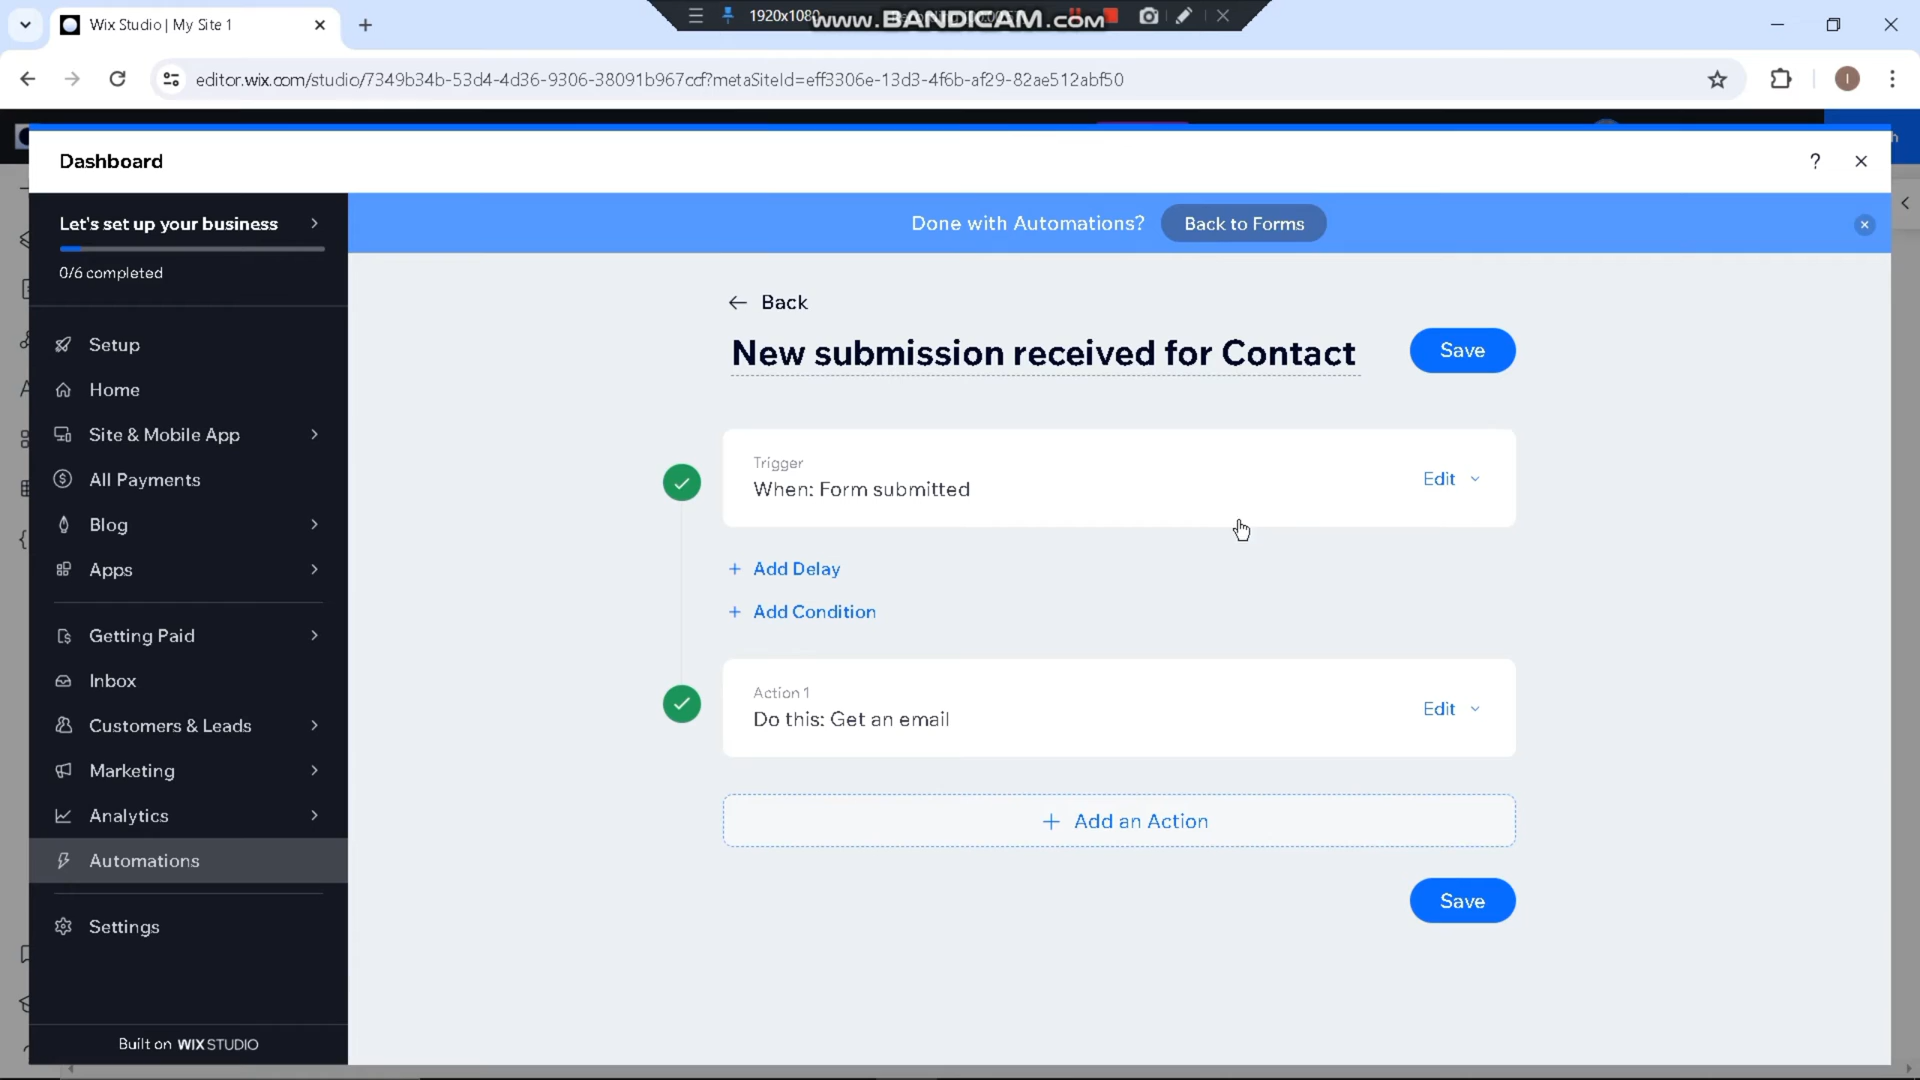 Wix Studio | My Site 1
1920x1080
www.BANDICAM.com
editor.wix.com/studio/7349b34b-53d4-4d36-9306-38091b967ccf?metaSiteId=eff3306e-13d3-4f6b-af29-82ae512abf50
I
Dashboard
?
Let's set up your business
0/6 completed
Done with Automations?
Back to Forms
Setup
Home
Site & Mobile App
All Payments
Blog
Apps
Getting Paid
Inbox
Customers & Leads
Marketing
Analytics
Automations
Settings
Built on WIX STUDIO
Back
New submission received for Contact
Save
Trigger
When: Form submitted
Edit
+ Add Delay
+ Add Condition
Action 1
Do this: Get an email
Edit
+ Add an Action
Save